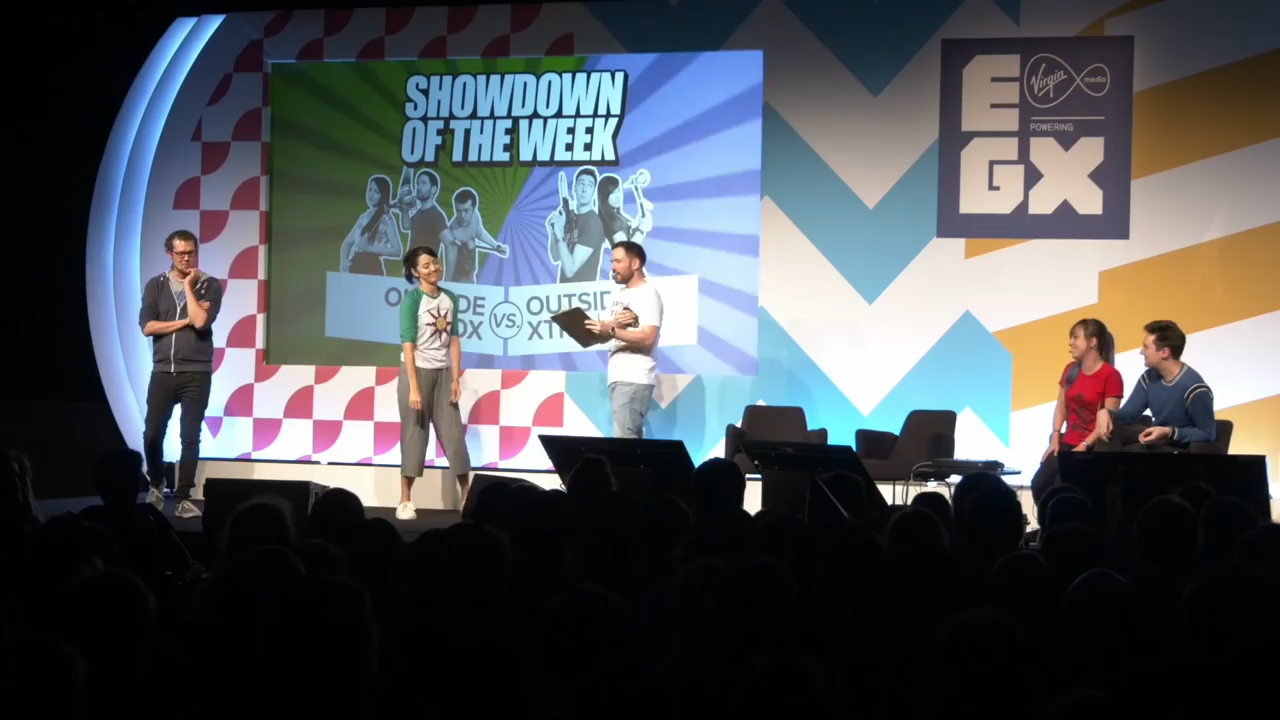 SHOWDOWN
OF THE WEEK
VS.
OUTSIDE
Virgin media
POWERING
EGX